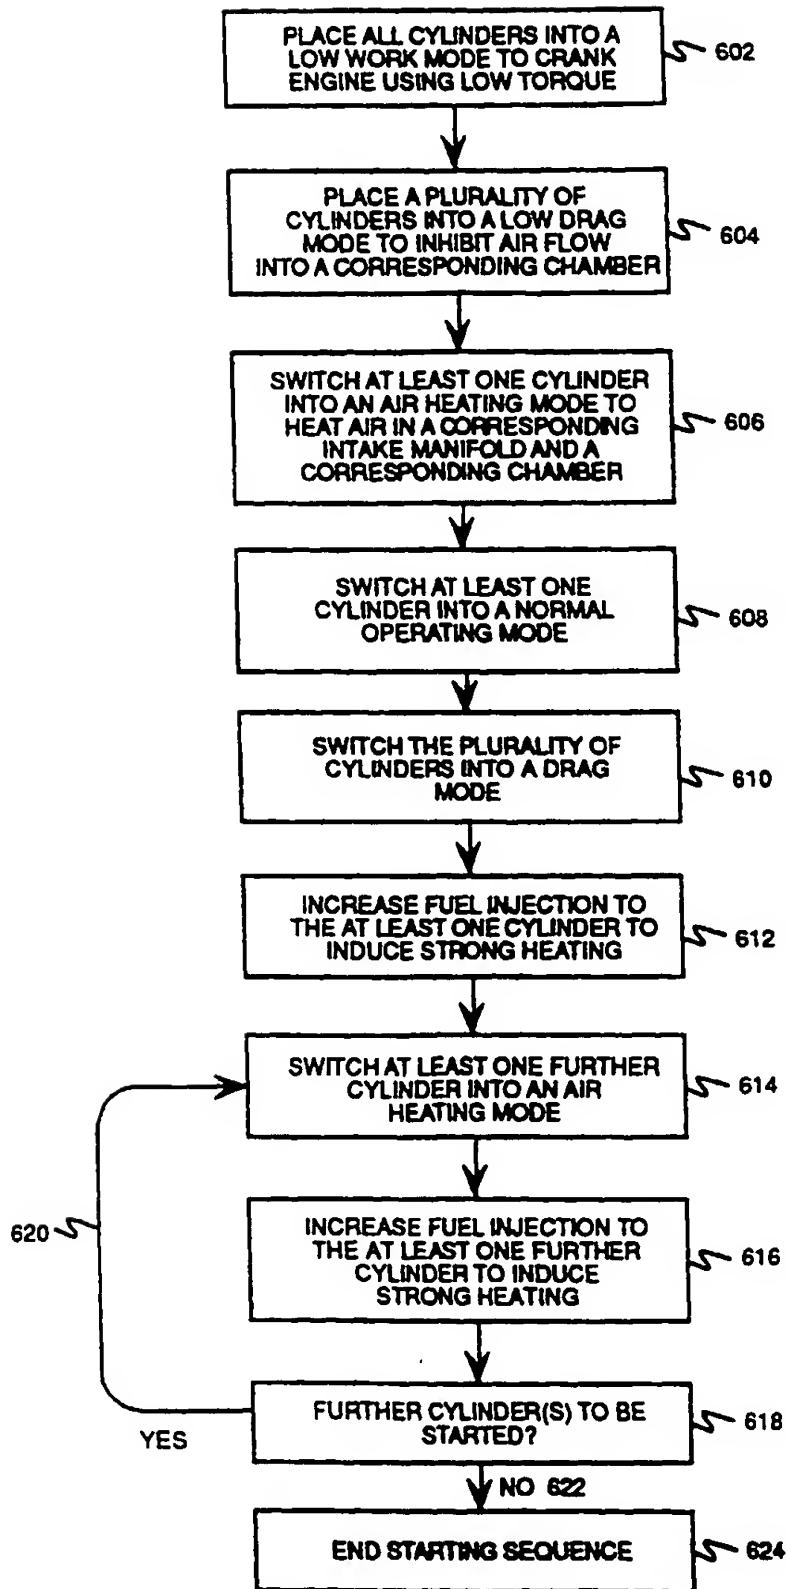 PLACE ALL CYLINDERS INTO A
LOW WORK MODE TO CRANK
ENGINE USING LOW TORQUE
602
PLACE A PLURALITY OF
CYLINDERS INTO A LOW DRAG
MODE TO INHIBIT AIR FLOW
INTO A CORRESPONDING CHAMBER
604
SWITCH AT LEAST ONE CYLINDER
INTO AN AIR HEATING MODE TO
HEAT AIR IN A CORRESPONDING
INTAKE MANIFOLD AND A
CORRESPONDING CHAMBER
606
SWITCH AT LEAST ONE
CYLINDER INTO A NORMAL
OPERATING MODE
608
SWITCH THE PLURALITY OF
CYLINDERS INTO A DRAG
MODE
610
INCREASE FUEL INJECTION TO
THE AT LEAST ONE CYLINDER TO
INDUCE STRONG HEATING
612
SWITCH AT LEAST ONE FURTHER
CYLINDER INTO AN AIR
HEATING MODE
614
INCREASE FUEL INJECTION TO
THE AT LEAST ONE FURTHER
CYLINDER TO INDUCE
STRONG HEATING
616
620
FURTHER CYLINDER(S) TO BE
STARTED?
618
YES
NO 622
END STARTING SEQUENCE
624